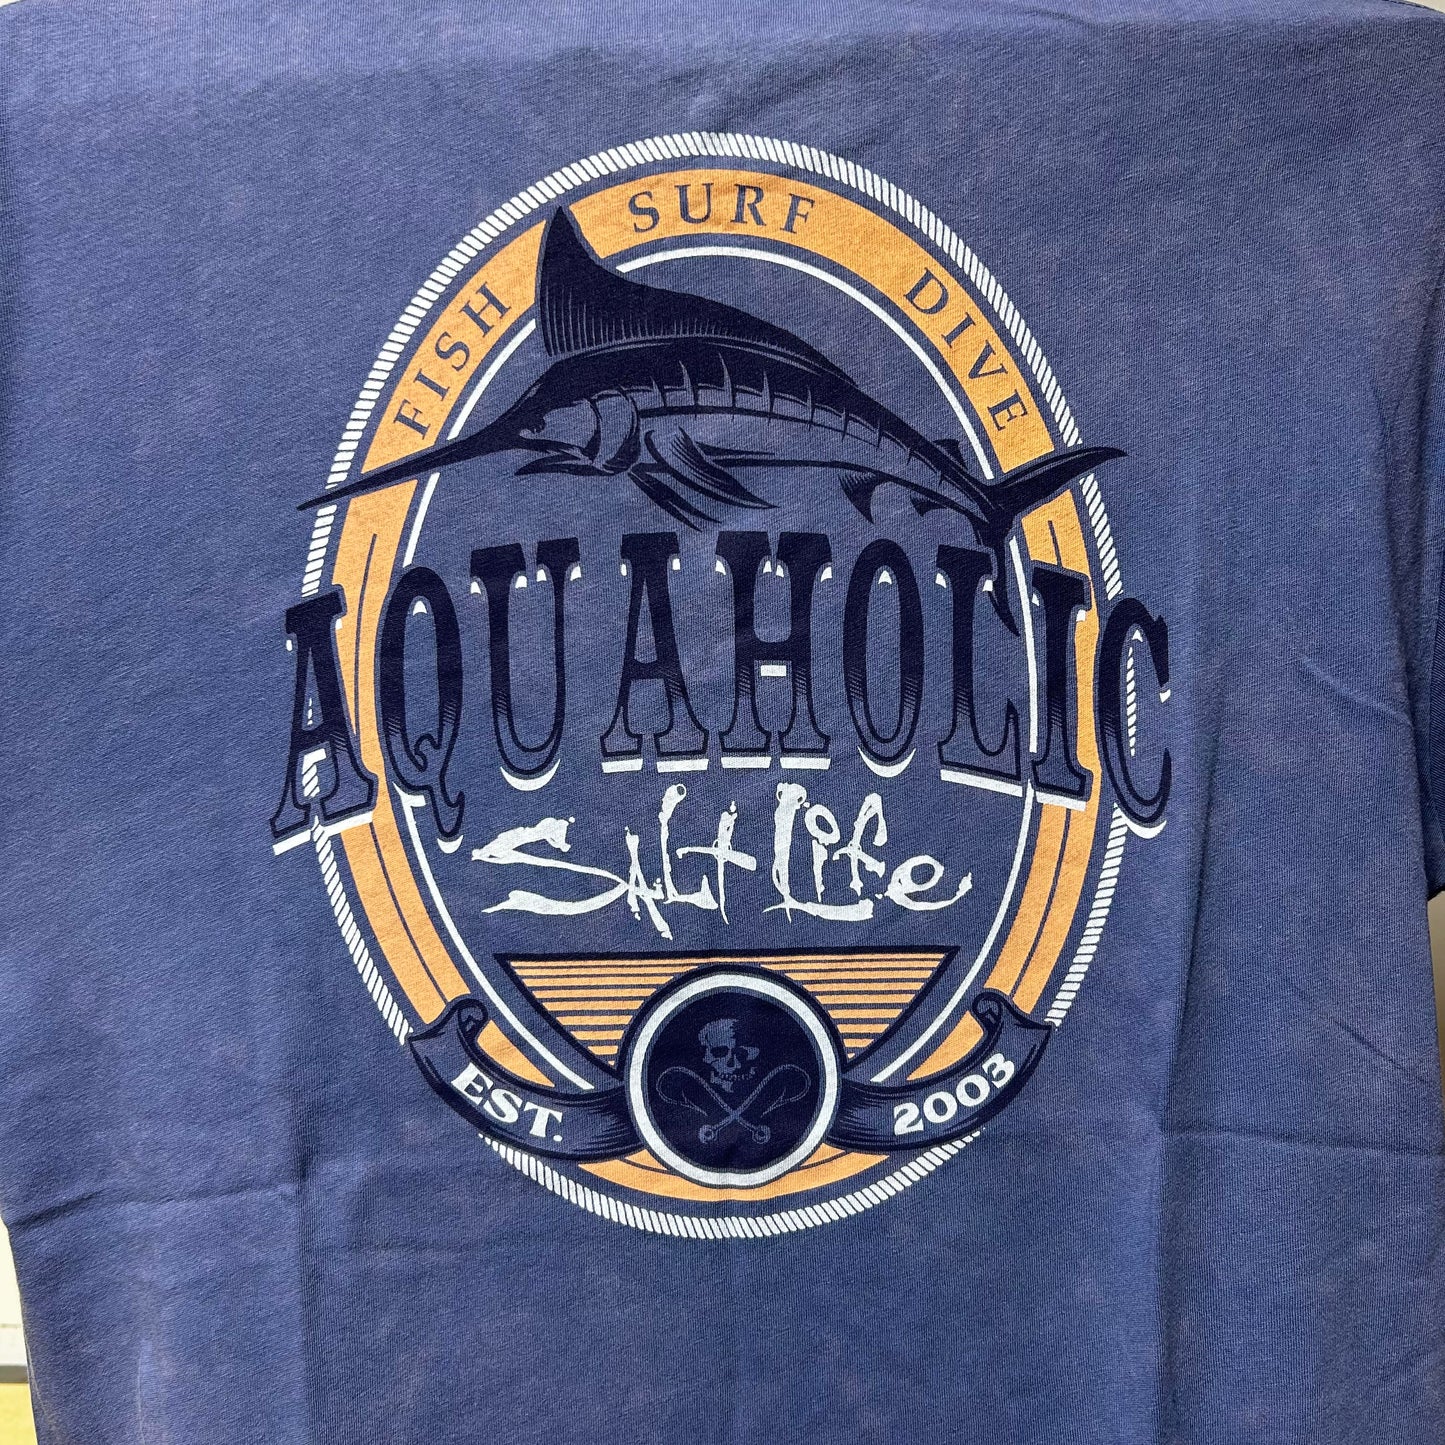 FISH SURF DIVE
AQUAHOLIC
Salt Life
EST. 2003